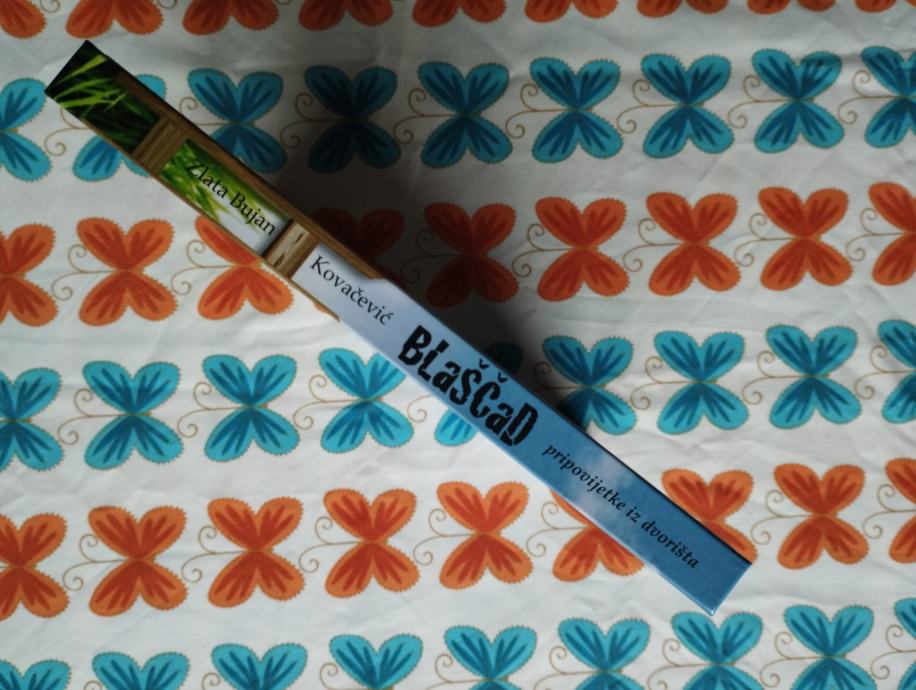 Zlata Bujan Kovačević BLaŠČaD pripovijetke iz dvorišta